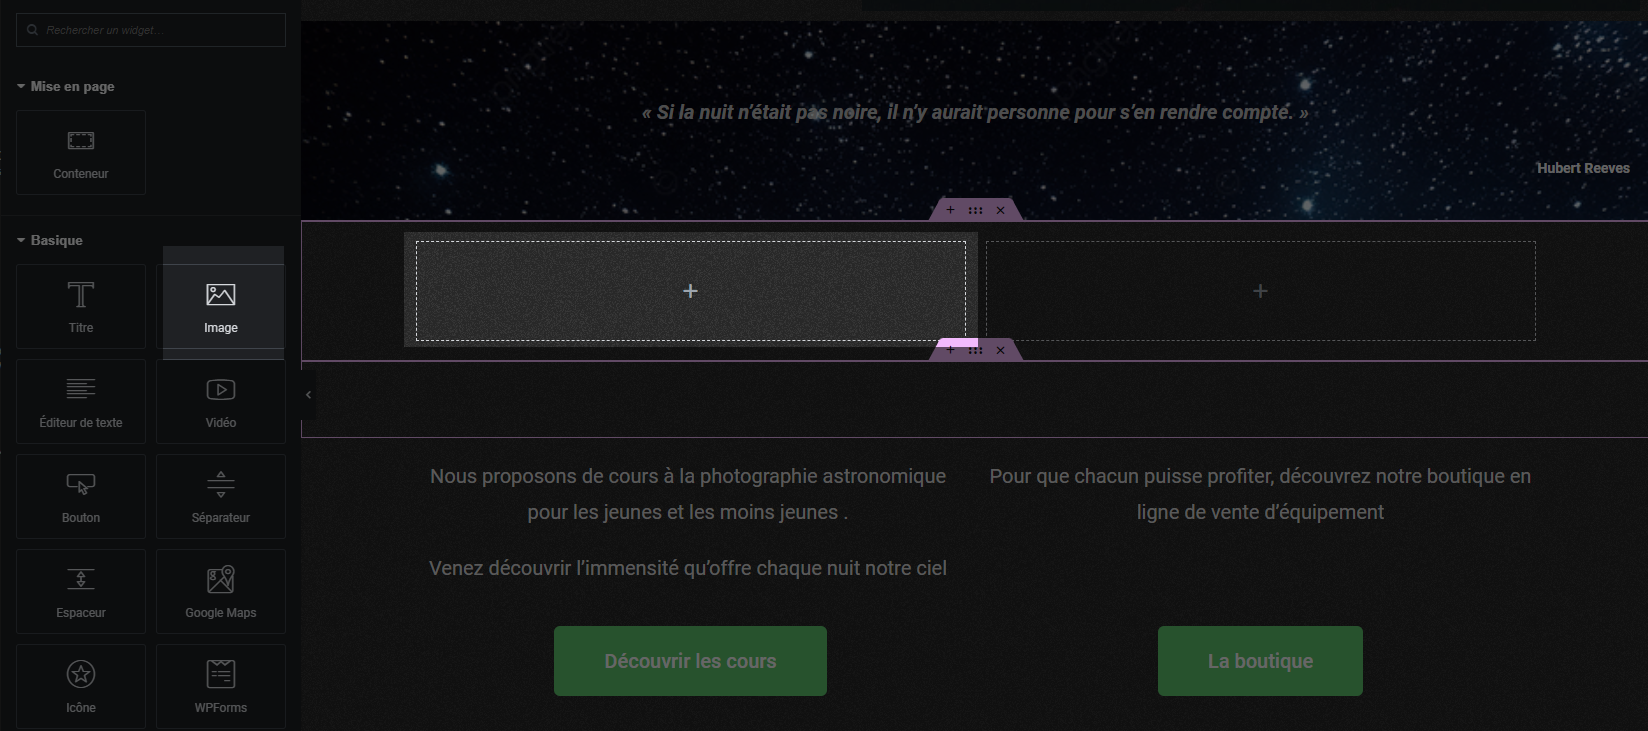 Rechercher un widget...
Mise en page
Conteneur
Basique
Titre
Image
Éditeur de texte
Vidéo
Bouton
Séparateur
Espaceur
Google Maps
Icône
WPForms
« Si la nuit n’était pas noire, il n’y aurait personne pour s’en rendre compte. »
Hubert Reeves
Nous proposons de cours à la photographie astronomique
pour les jeunes et les moins jeunes .
Venez découvrir l’immensité qu’offre chaque nuit notre ciel
Découvrir les cours
Pour que chacun puisse profiter, découvrez notre boutique en
ligne de vente d’équipement
La boutique